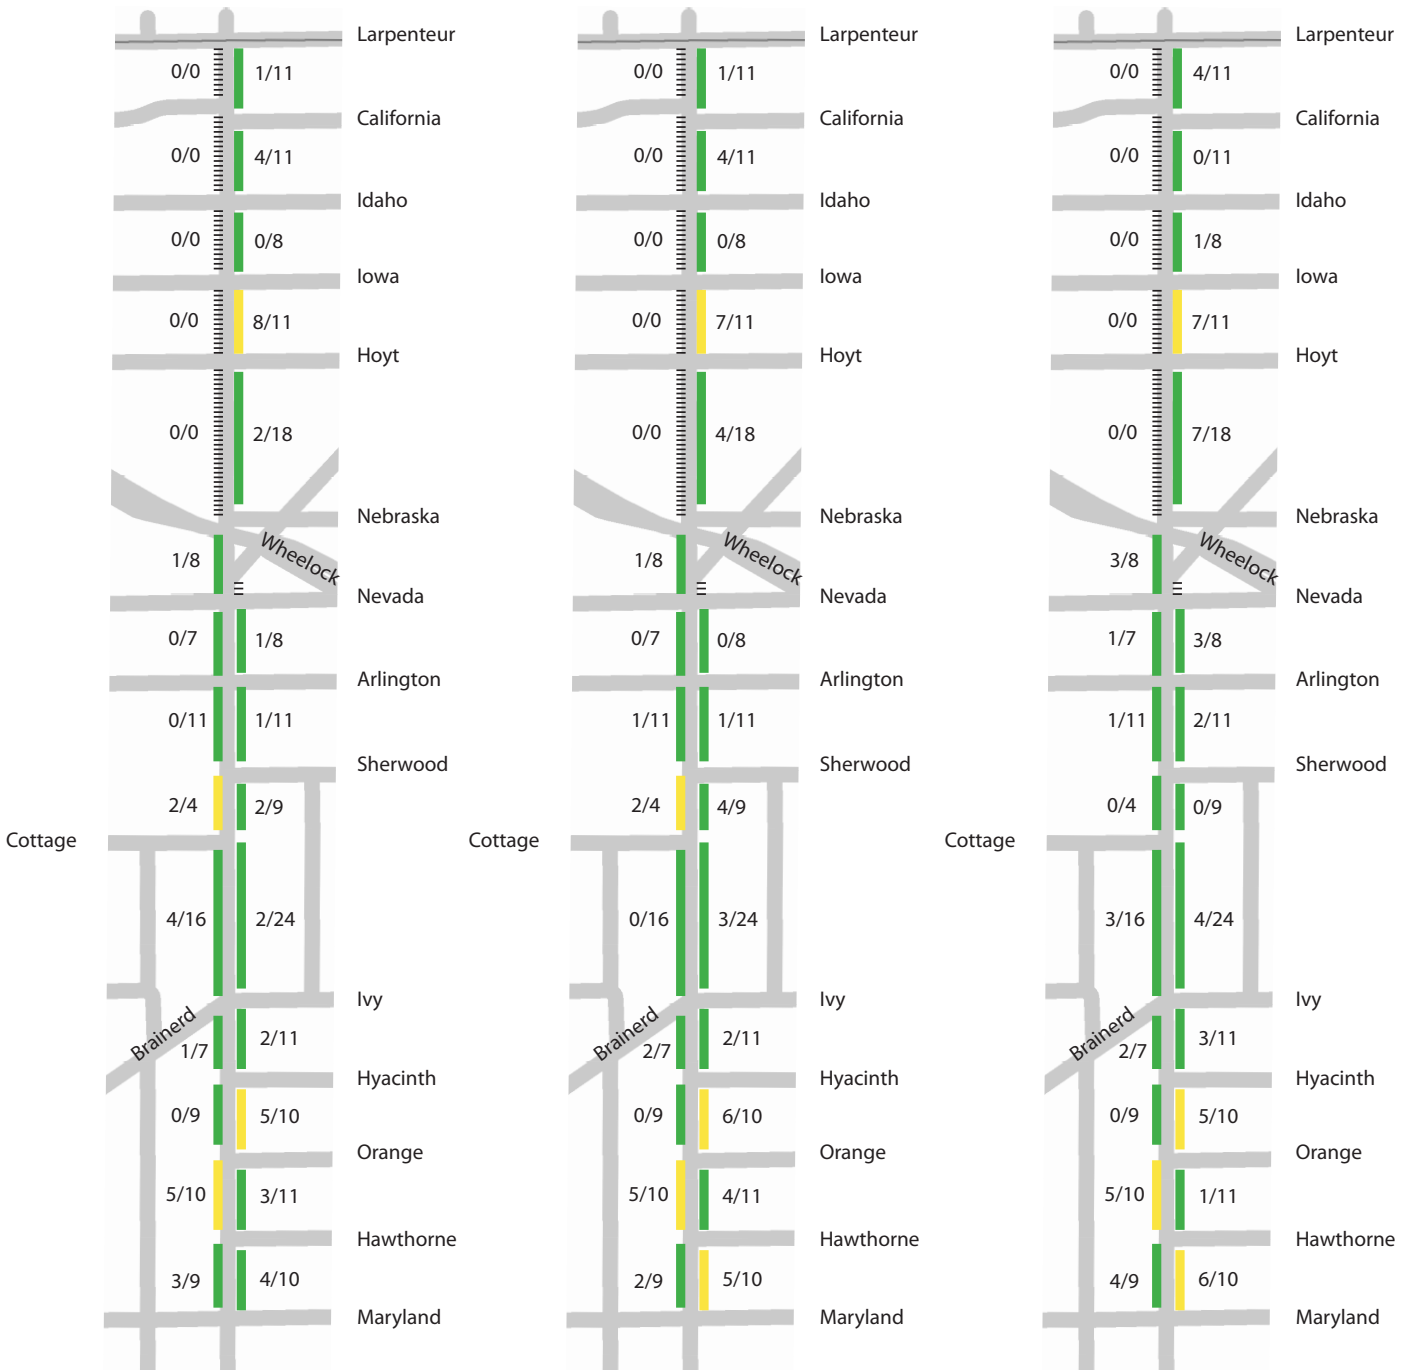 Larpenteur
0/0 1/11
California
0/0 4/11
Idaho
0/0 0/8
Iowa
0/0 8/11
Hoyt
0/0 2/18
Nebraska
Wheelock
1/8
Nevada
0/7 1/8
Arlington
0/11 1/11
Sherwood
2/4 2/9
Cottage
4/16 2/24
Ivy
Brainerd
1/7 2/11
Hyacinth
0/9 5/10
Orange
5/10 3/11
Hawthorne
3/9 4/10
Maryland
Larpenteur
0/0 1/11
California
0/0 4/11
Idaho
0/0 0/8
Iowa
0/0 7/11
Hoyt
0/0 4/18
Nebraska
Wheelock
1/8
Nevada
0/7 0/8
Arlington
1/11 1/11
Sherwood
2/4 4/9
Cottage
0/16 3/24
Ivy
Brainerd
2/7 2/11
Hyacinth
0/9 6/10
Orange
5/10 4/11
Hawthorne
2/9 5/10
Maryland
Larpenteur
0/0 4/11
California
0/0 0/11
Idaho
0/0 1/8
Iowa
0/0 7/11
Hoyt
0/0 7/18
Nebraska
Wheelock
3/8
Nevada
1/7 3/8
Arlington
1/11 2/11
Sherwood
0/4 0/9
Cottage
3/16 4/24
Ivy
Brainerd
2/7 3/11
Hyacinth
0/9 5/10
Orange
5/10 1/11
Hawthorne
4/9 6/10
Maryland